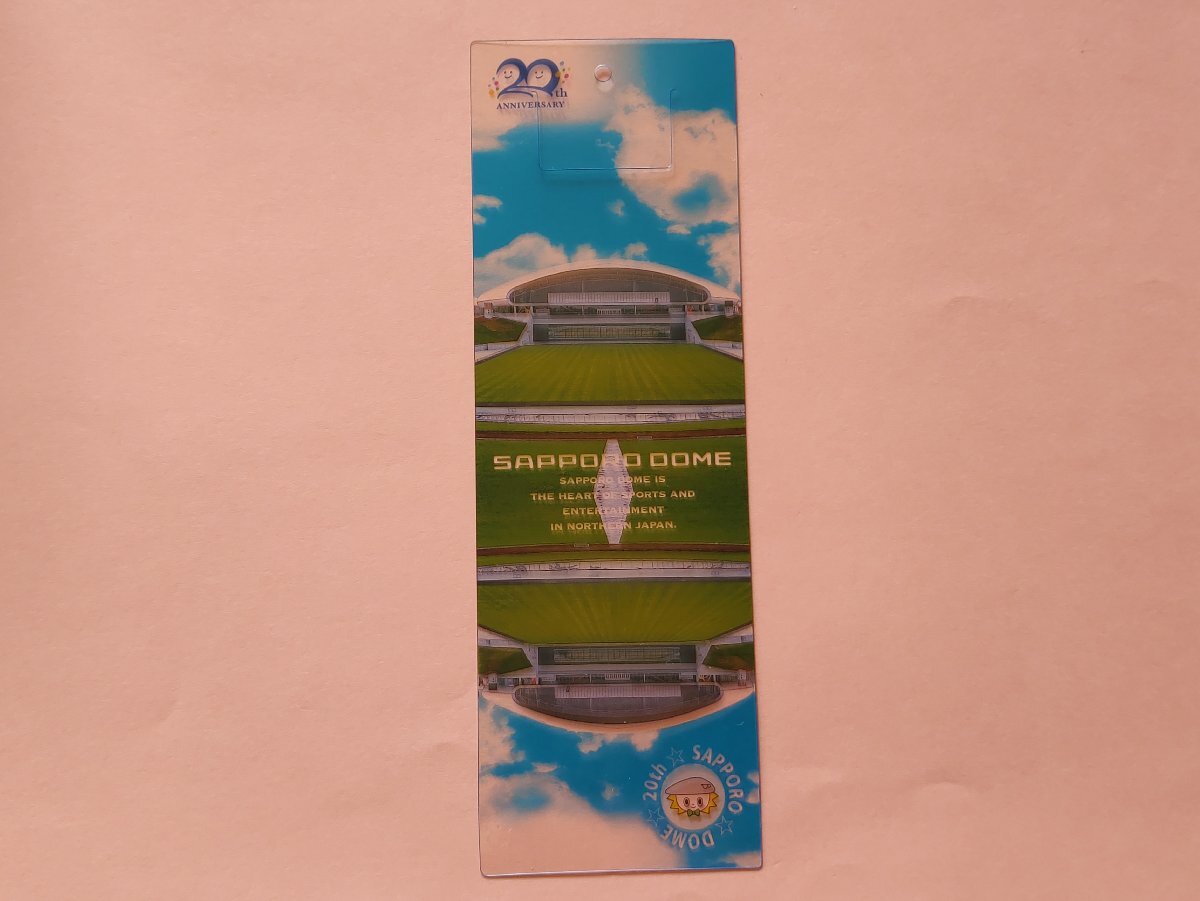 20th
ANNIVERSARY
SAPPORO DOME
SAPPORO DOME IS
THE HEART OF SPORTS AND
ENTERTAINMENT
IN NORTHERN JAPAN.
20th ☆ SAPPORO ☆ DOME ☆